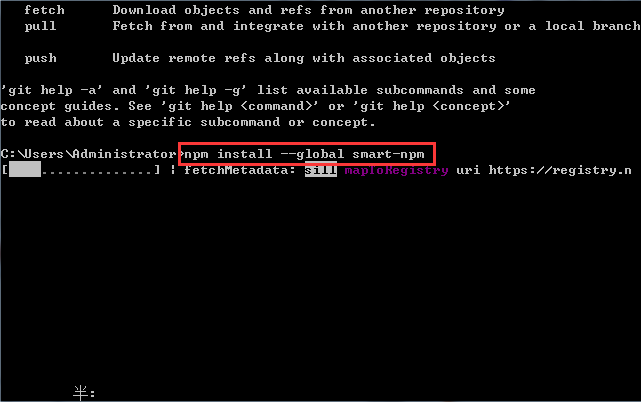 fetch Download objects and refs from another repository
pull Fetch from and integrate with another repository or a local branch
push Update remote refs along with associated objects
'git help -a' and 'git help -g' list available subcommands and some
concept guides. See 'git help <command>' or 'git help <concept>'
to read about a specific subcommand or concept.
C:\Users\Administrator>npm install --global smart-npm
[ ..............] | fetchMetadata: sill mapToRegistry uri https://registry.n
半: